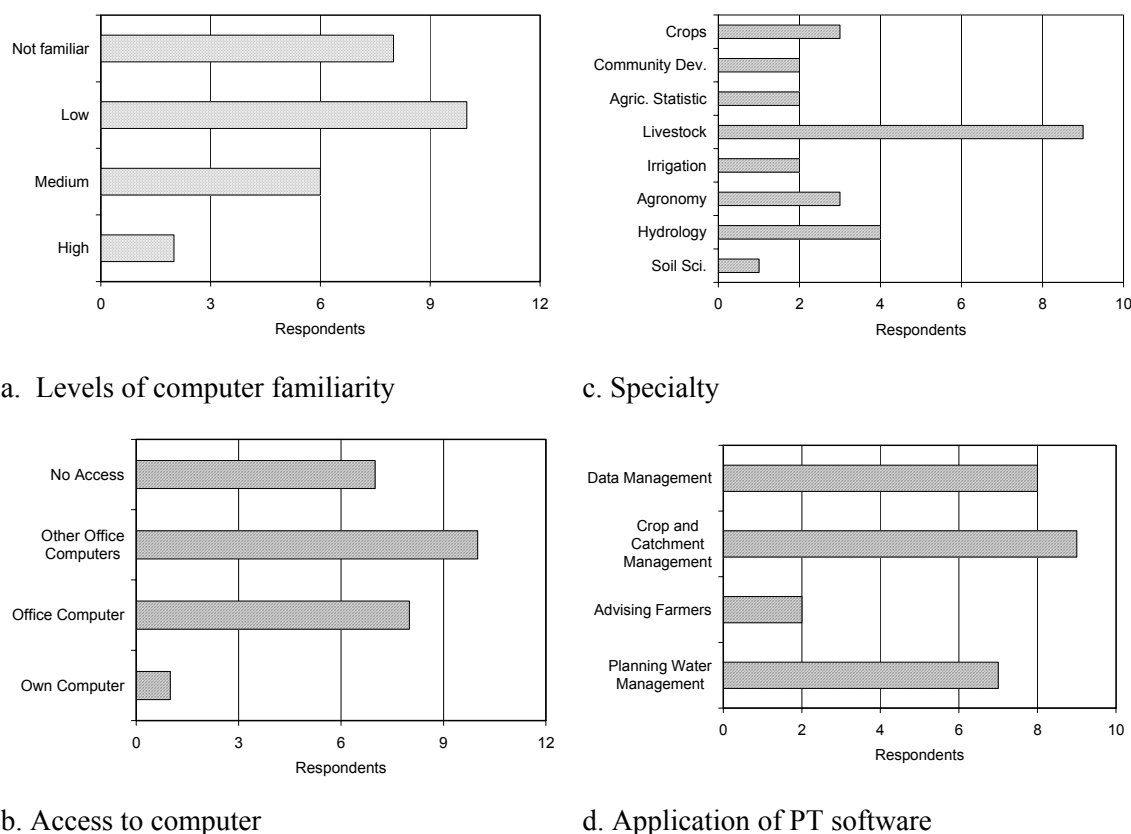 Not familiar
Low
Medium
High
0 3 6 9 12
Respondents
a. Levels of computer familiarity
Crops
Community Dev.
Agric. Statistic
Livestock
Irrigation
Agronomy
Hydrology
Soil Sci.
0 2 4 6 8 10
Respondents
c. Specialty
No Access
Other Office
Computers
Office Computer
Own Computer
0 3 6 9 12
Respondents
b. Access to computer
Data Management
Crop and
Catchment
Management
Advising Farmers
Planning Water
Management
0 2 4 6 8 10
Respondents
d. Application of PT software